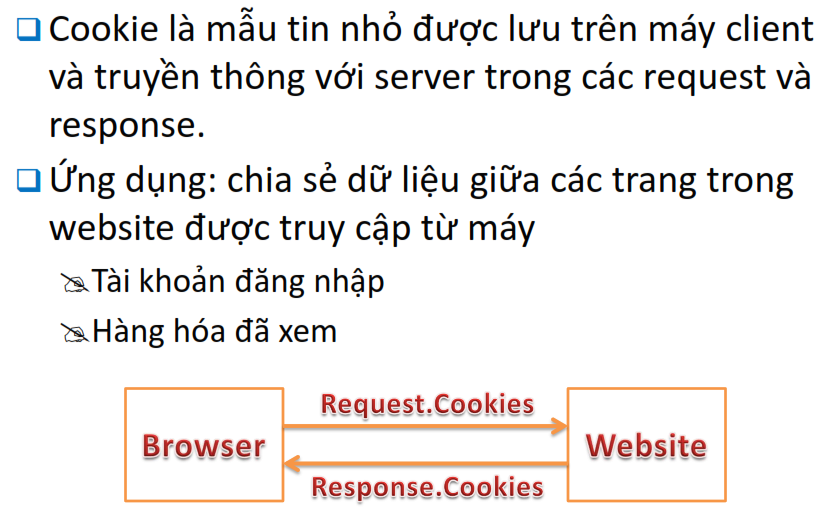 Cookie là mẫu tin nhỏ được lưu trên máy client
và truyền thông với server trong các request và
response.
Ứng dụng: chia sẻ dữ liệu giữa các trang trong
website được truy cập từ máy
Tài khoản đăng nhập
Hàng hóa đã xem
Request.Cookies
Browser
Website
Response.Cookies